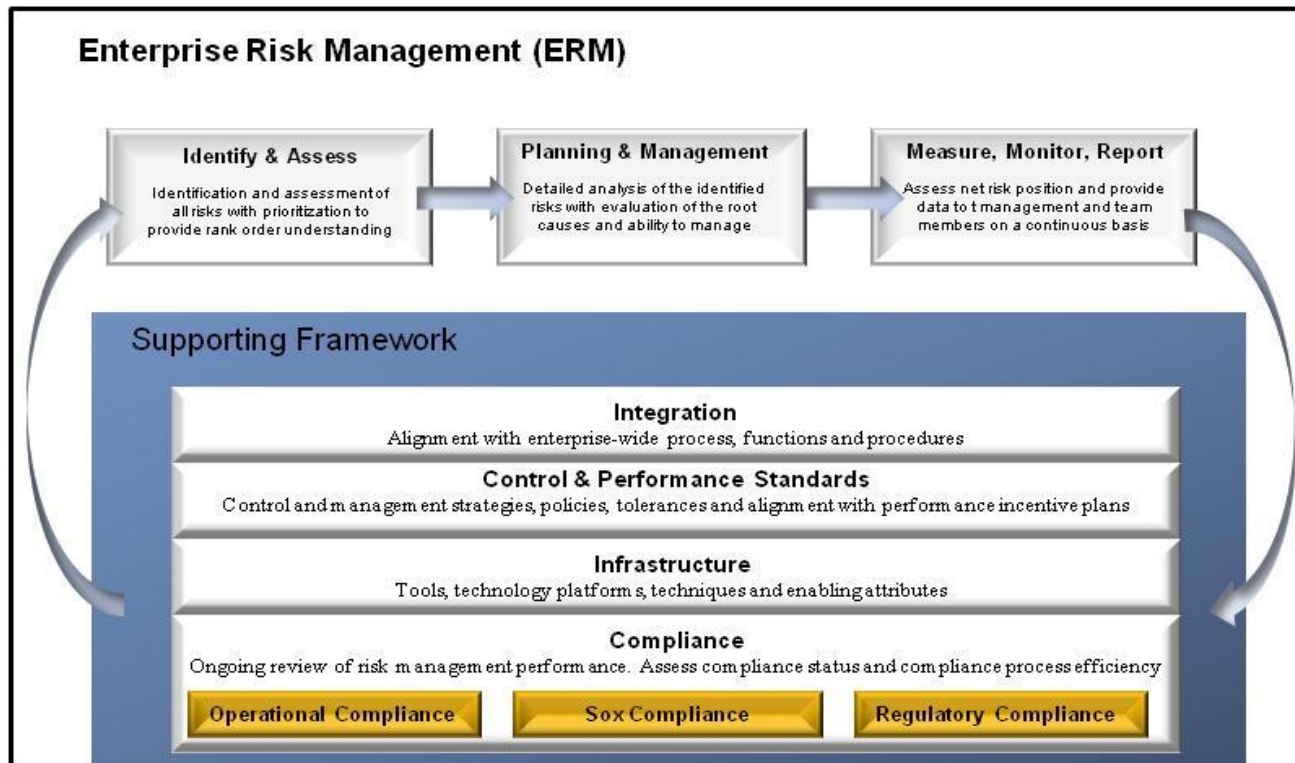 Enterprise Risk Management (ERM)
Identify & Assess
Identification and assessment of
all risks with prioritization to
provide rank order understanding
Planning & Management
Detailed analysis of the identified
risks with evaluation of the root
causes and ability to manage
Measure, Monitor, Report
Assess net risk position and provide
data to t management and team
members on a continuous basis
Supporting Framework
Integration
Alignment with enterprise-wide process, functions and procedures
Control & Performance Standards
Control and management strategies, policies, tolerances and alignment with performance incentive plans
Infrastructure
Tools, technology platforms, techniques and enabling attributes
Compliance
Ongoing review of risk management performance. Assess compliance status and compliance process efficiency
Operational Compliance
Sox Compliance
Regulatory Compliance